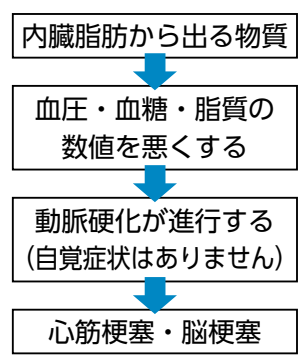 内臓脂肪から出る物質
血圧・血糖・脂質の
数値を悪くする
動脈硬化が進行する
(自覚症状はありません)
心筋梗塞・脳梗塞